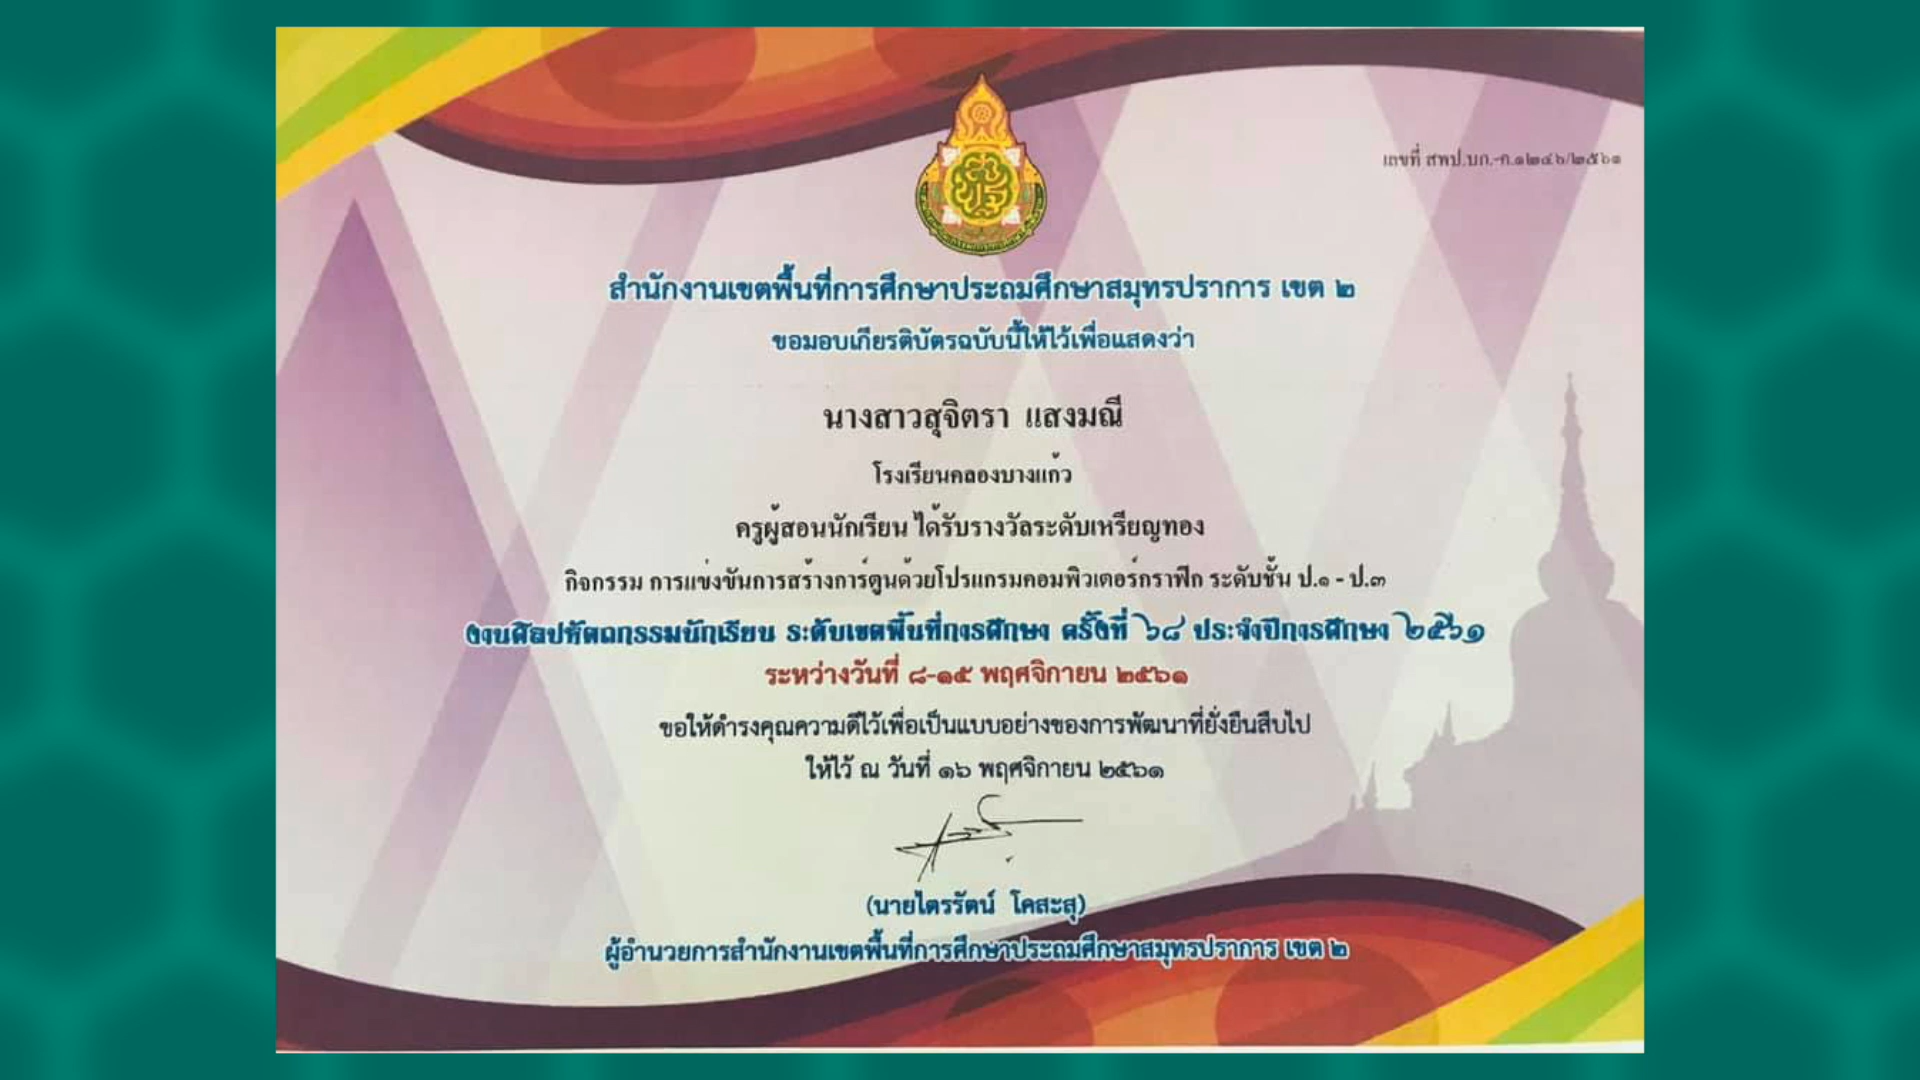 เลขที่ สพป.บก.-ก.๑๒๔๖/๒๕๖๑
สำนักงานเขตพื้นที่การศึกษาประถมศึกษาสมุทรปราการ เขต ๒
ขอมอบเกียรติบัตรฉบับนี้ให้ไว้เพื่อแสดงว่า
นางสาวสุจิตรา แสงมณี
โรงเรียนคลองบางแก้ว
ครูผู้สอนนักเรียน ได้รับรางวัลระดับเหรียญทอง
กิจกรรม การแข่งขันการสร้างการ์ตูนด้วยโปรแกรมคอมพิวเตอร์กราฟิก ระดับชั้น ป.๑ - ป.๓
งานศิลปหัตถกรรมนักเรียน ระดับเขตพื้นที่การศึกษา ครั้งที่ ๖๘ ประจำปีการศึกษา ๒๕๖๑
ระหว่างวันที่ ๘-๑๕ พฤศจิกายน ๒๕๖๑
ขอให้ดำรงคุณความดีไว้เพื่อเป็นแบบอย่างของการพัฒนาที่ยั่งยืนสืบไป
ให้ไว้ ณ วันที่ ๑๖ พฤศจิกายน ๒๕๖๑
(นายไตรรัตน์ โคสะสุ)
ผู้อำนวยการสำนักงานเขตพื้นที่การศึกษาประถมศึกษาสมุทรปราการ เขต ๒